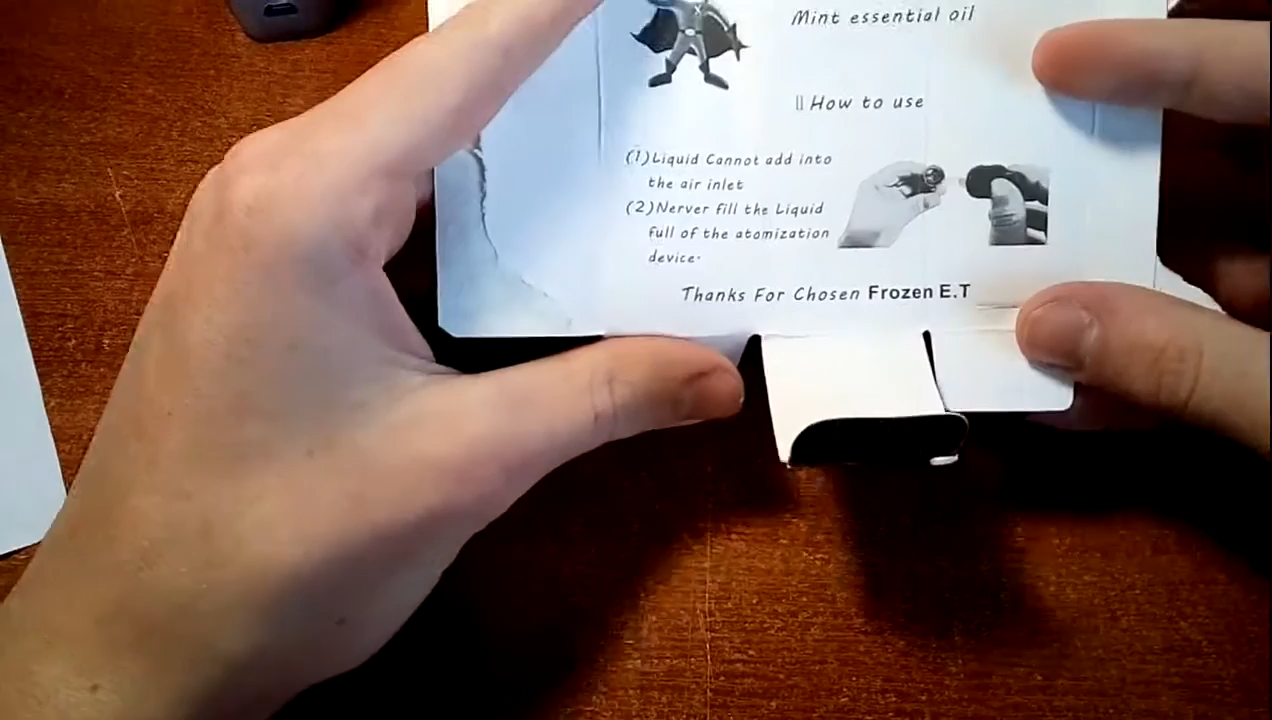 Mint essential oil
▯How to use
(1)Liquid Cannot add into
the air inlet
(2)Nerver fill the Liquid
full of the atomization
device.
Thanks For Chosen Frozen E.T